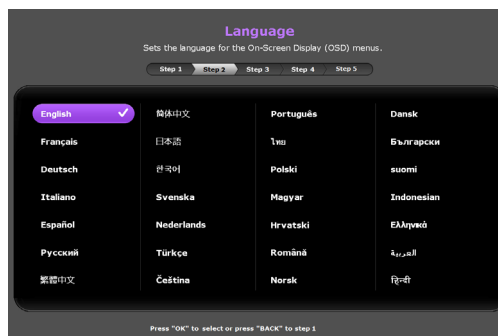 Language
Sets the language for the On-Screen Display (OSD) menus.
Step 1 Step 2 Step 3 Step 4 Step 5
English 簡体中文 Português Dansk
Français 日本語 ไทย Български
Deutsch 한국어 Polski suomi
Italiano Svenska Magyar Indonesian
Español Nederlands Hrvatski Ελληνικά
Русский Türkçe Română العربية
繁體中文 Čeština Norsk हिन्दी
Press "OK" to select or press "BACK" to step 1